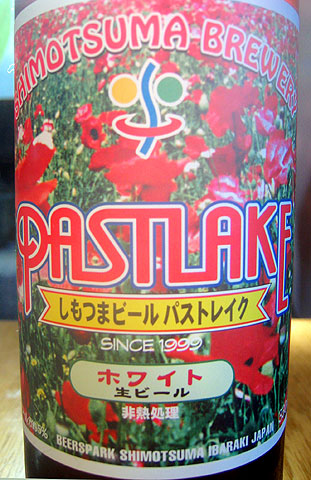 SHIMOTSUMA BREWERY
PASTLAKE
しもつまビール パストレイク
SINCE 1999
ホワイト
生ビール
非熱処理
BEERSPARK SHIMOTSUMA IBARAKI JAPAN